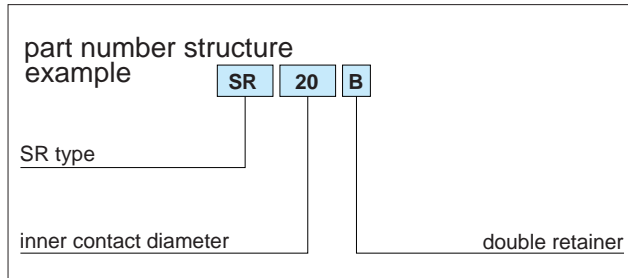 part number structure
example
SR 20 B
SR type
inner contact diameter
double retainer